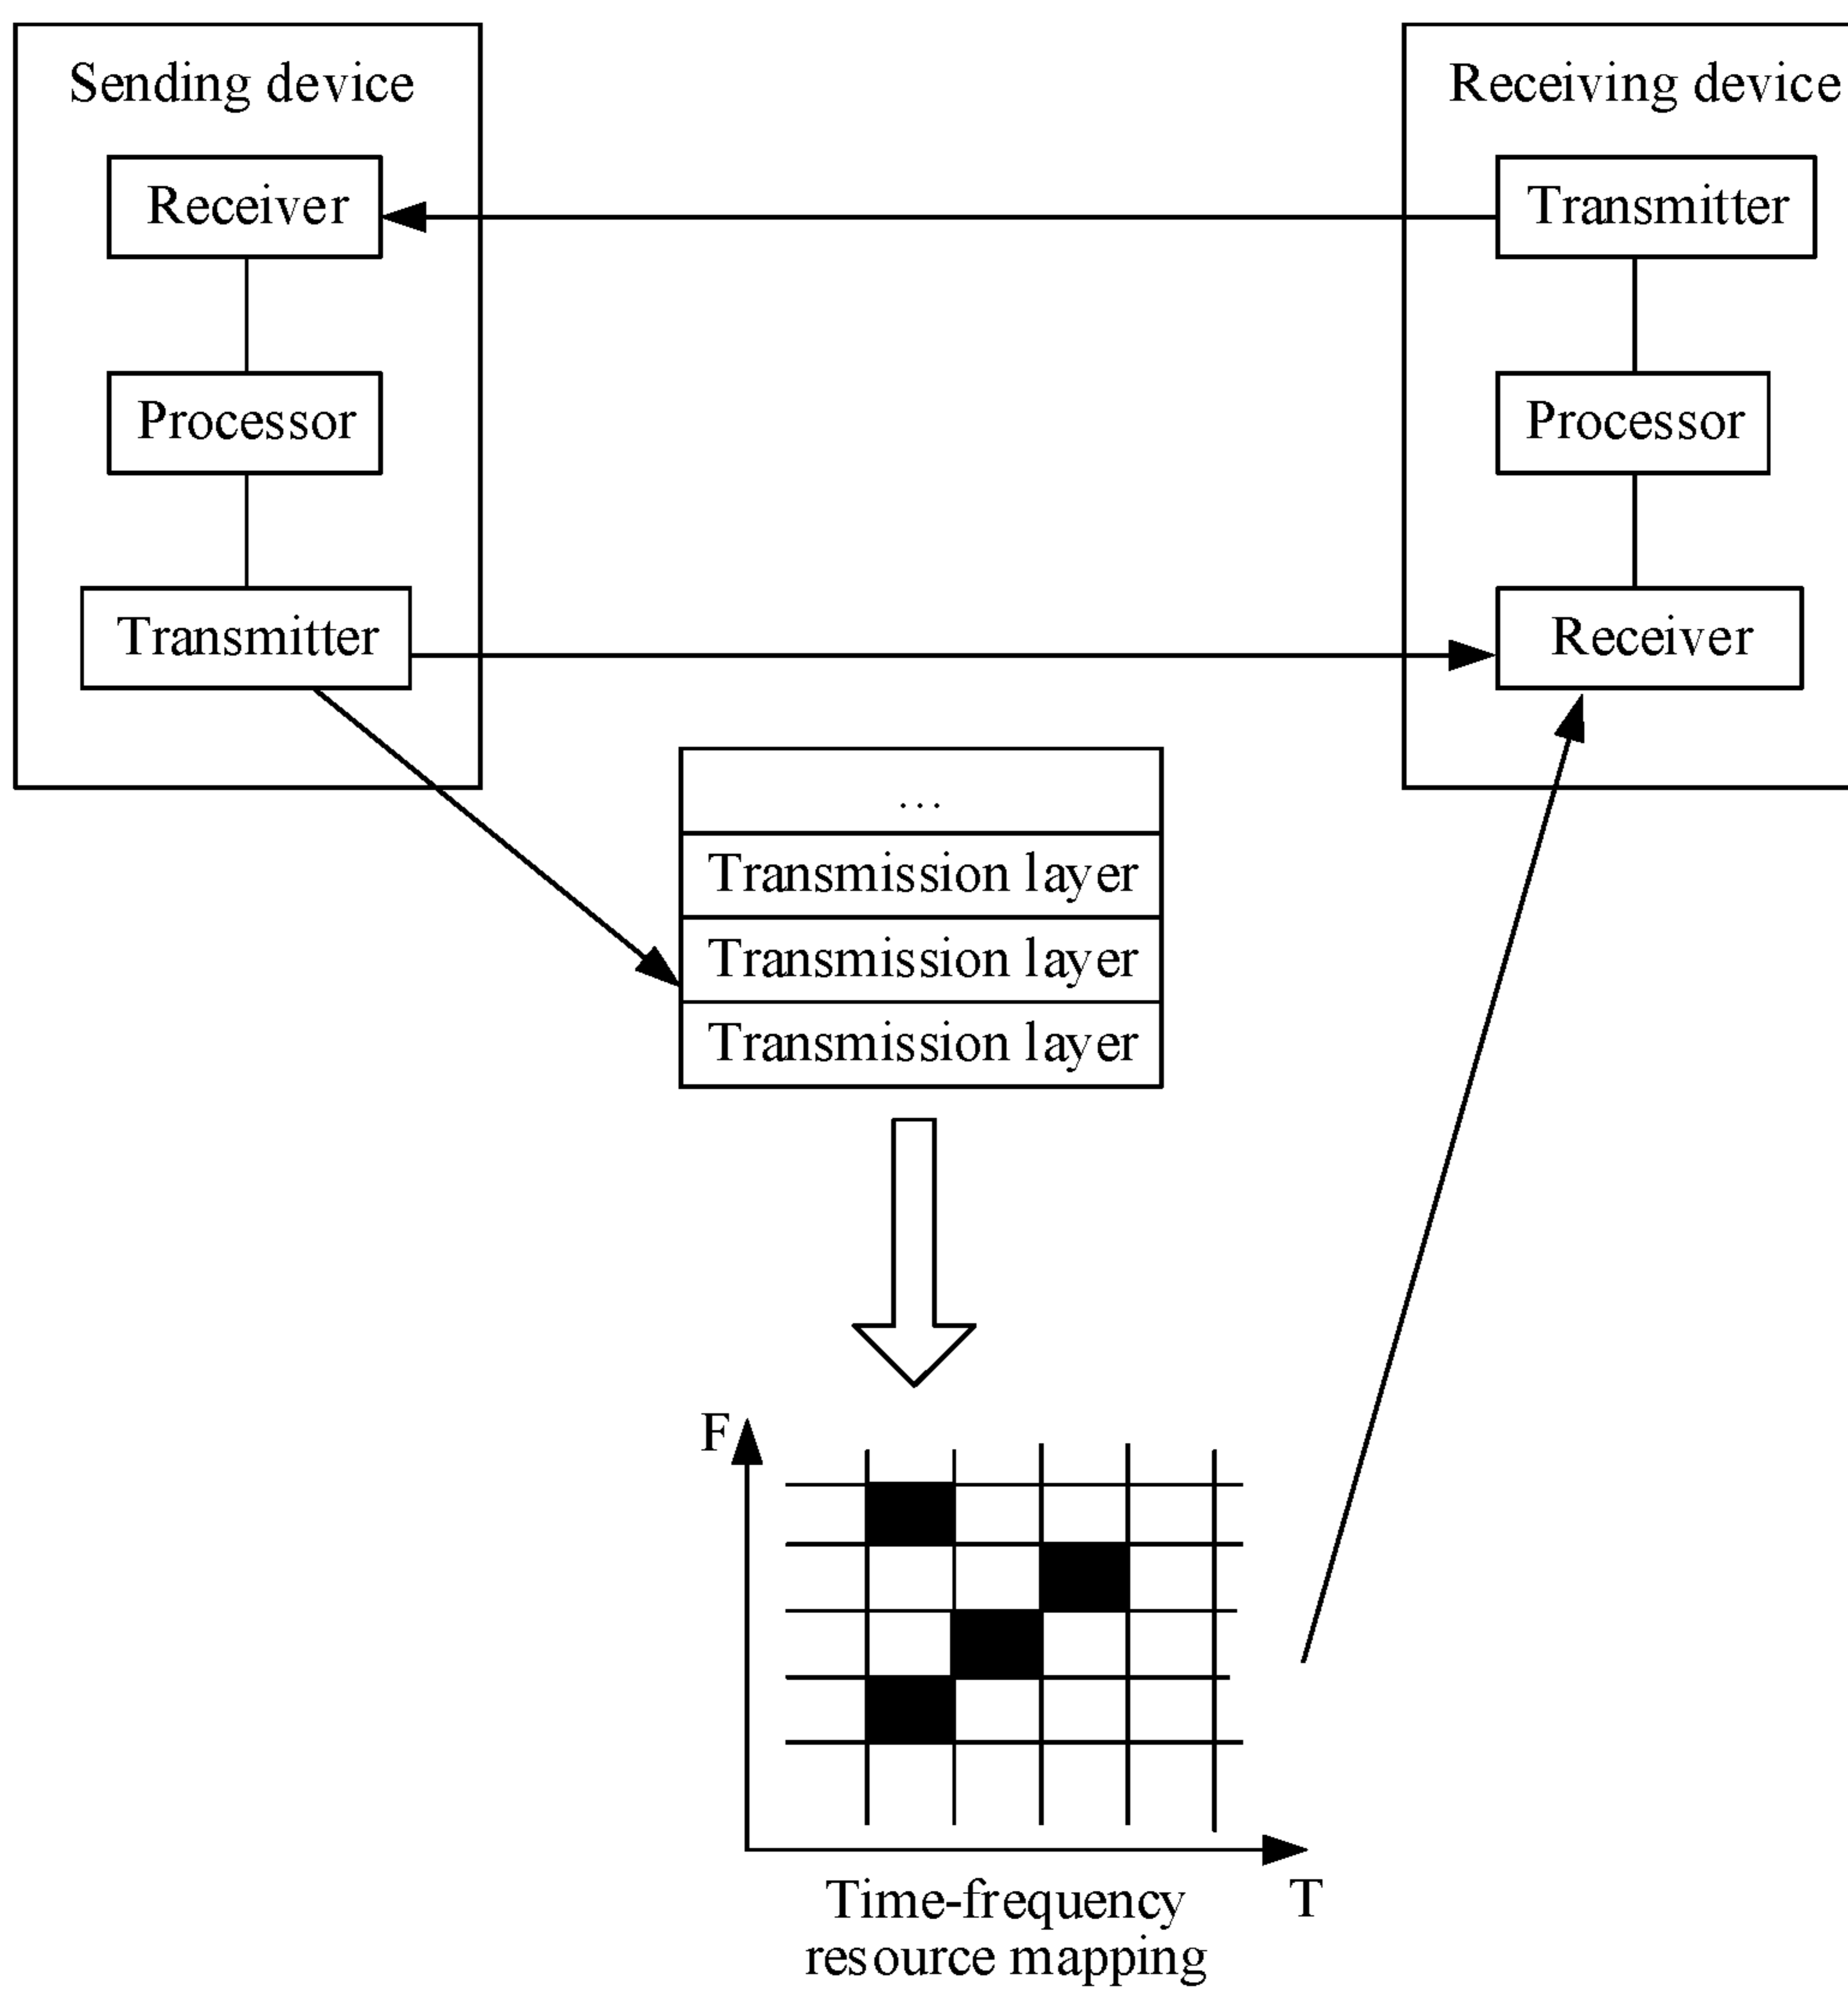 Sending device
Receiver
Processor
Transmitter
Receiving device
Transmitter
Processor
Receiver
...
Transmission layer
Transmission layer
Transmission layer
F
T
Time-frequency
resource mapping